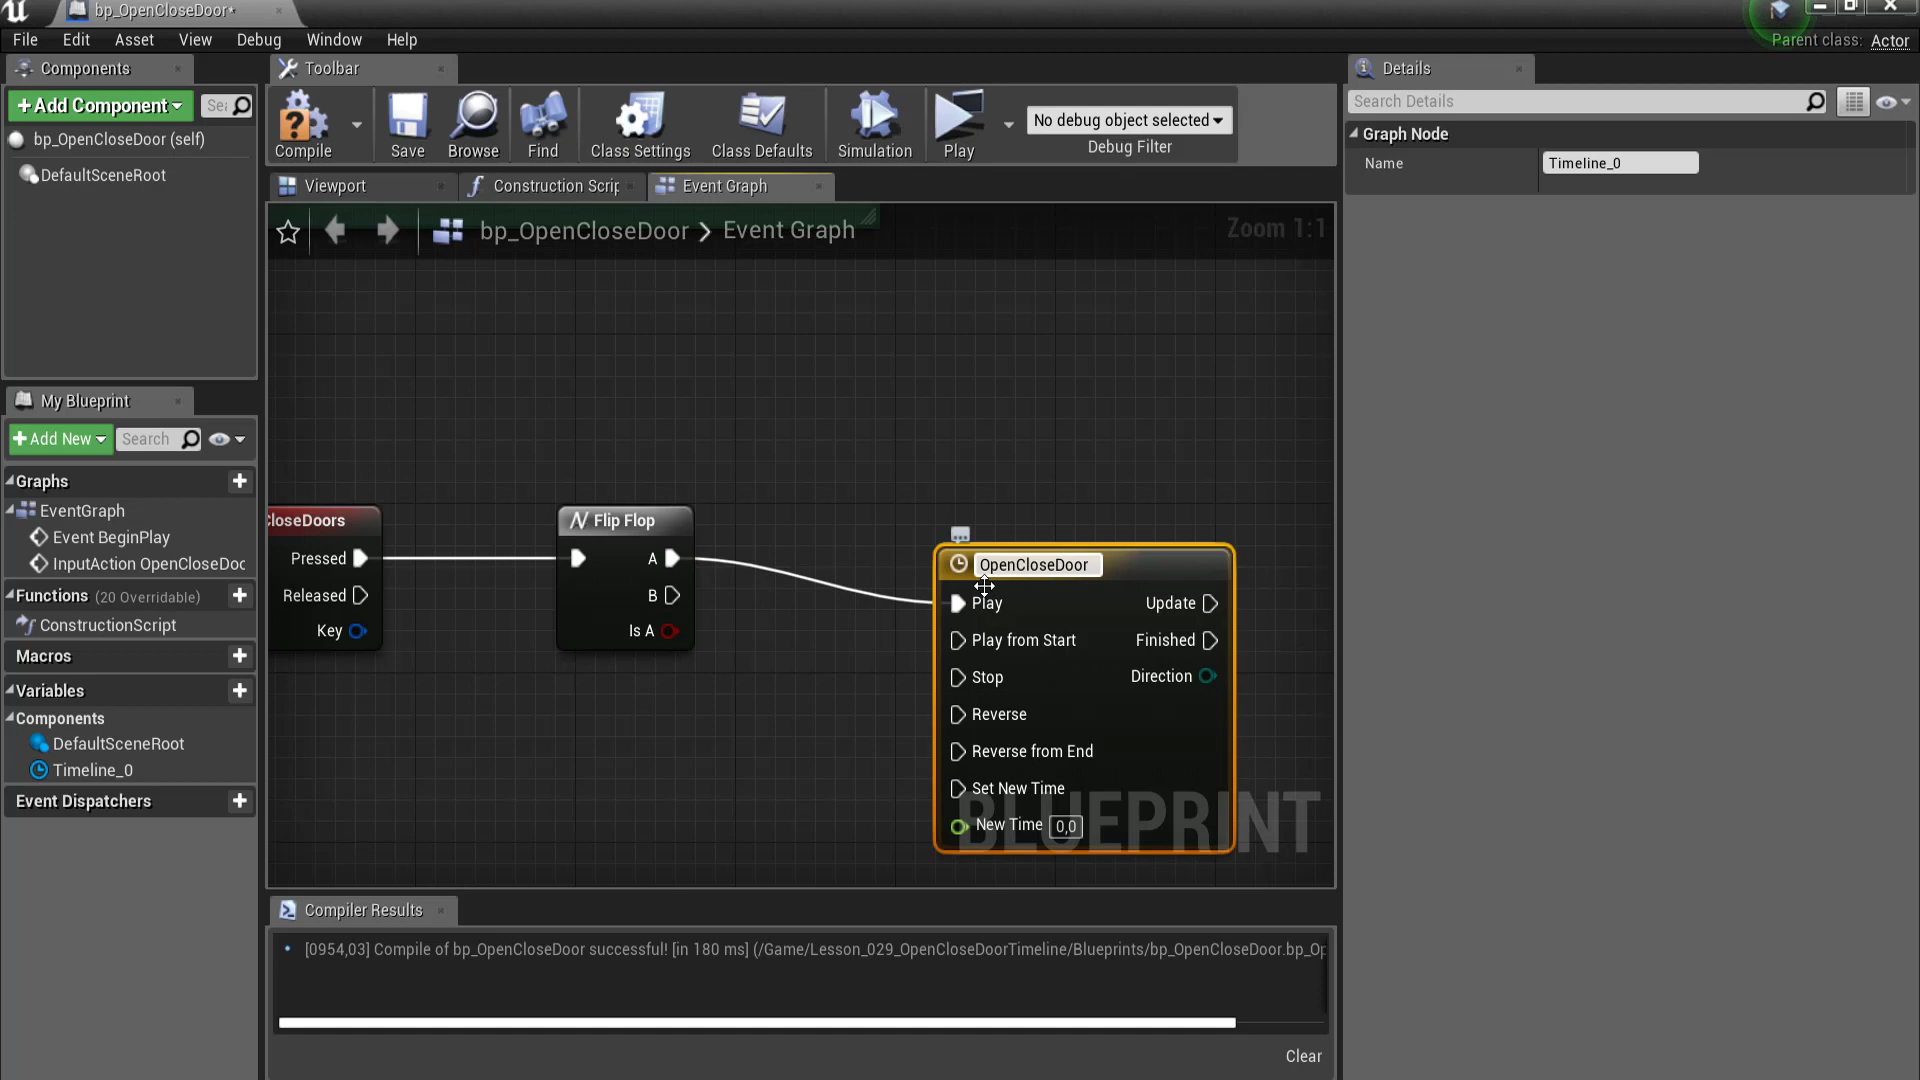 bp_OpenCloseDoor*
File Edit Asset View Debug Window Help
Parent class: Actor
Components
Toolbar
Details
Add Component
Sea
bp_OpenCloseDoor (self)
DefaultSceneRoot
Compile
Save
Browse
Find
Class Settings
Class Defaults
Simulation
Play
No debug object selected
Debug Filter
Search Details
Graph Node
Name
Timeline_0
Viewport
Construction Scrip
Event Graph
bp_OpenCloseDoor > Event Graph
Zoom 1:1
My Blueprint
Add New
Search
Graphs
EventGraph
Event BeginPlay
InputAction OpenCloseDoc
Functions (20 Overridable)
ConstructionScript
Macros
Variables
Components
DefaultSceneRoot
Timeline_0
Event Dispatchers
CloseDoors
Pressed
Released
Key
Flip Flop
A
B
Is A
OpenCloseDoor
Play
Update
Play from Start
Finished
Stop
Direction
Reverse
Reverse from End
Set New Time
New Time 0,0
BLUEPRINT
Compiler Results
[0954,03] Compile of bp_OpenCloseDoor successful! [in 180 ms] (/Game/Lesson_029_OpenCloseDoorTimeline/Blueprints/bp_OpenCloseDoor.bp_Op
Clear